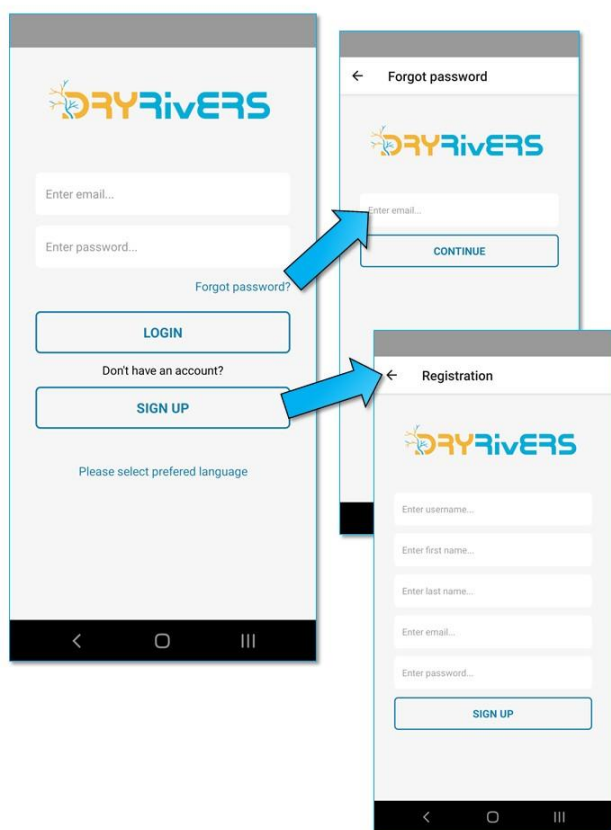 DRYRivERS
Enter email...
Enter password...
Forgot password?
LOGIN
Don't have an account?
SIGN UP
Please select prefered language
Forgot password
DRYRivERS
Enter email...
CONTINUE
Registration
DRYRivERS
Enter username...
Enter first name...
Enter last name...
Enter email...
Enter password...
SIGN UP